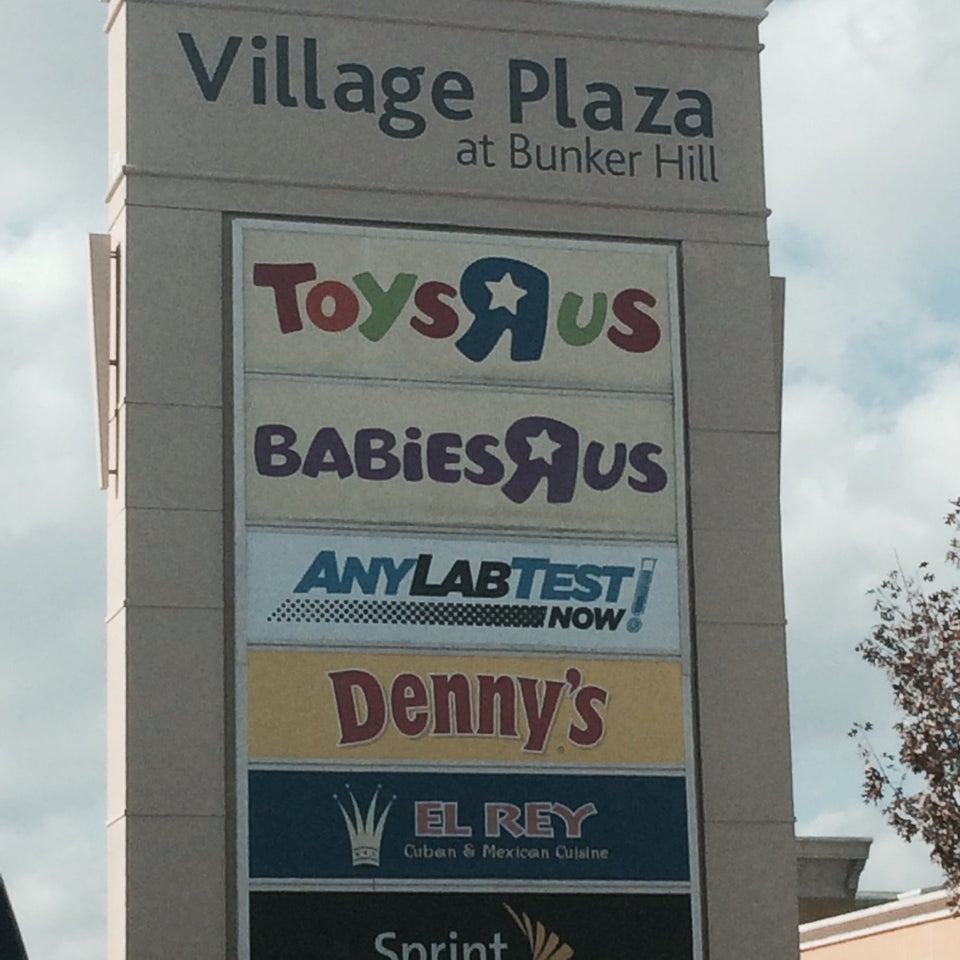 Village Plaza
at Bunker Hill
TOYSRUS
BABiESRUS
ANYLABTEST!
NOW
Denny's
EL REY
Cuban & Mexican Cuisine
Sprint